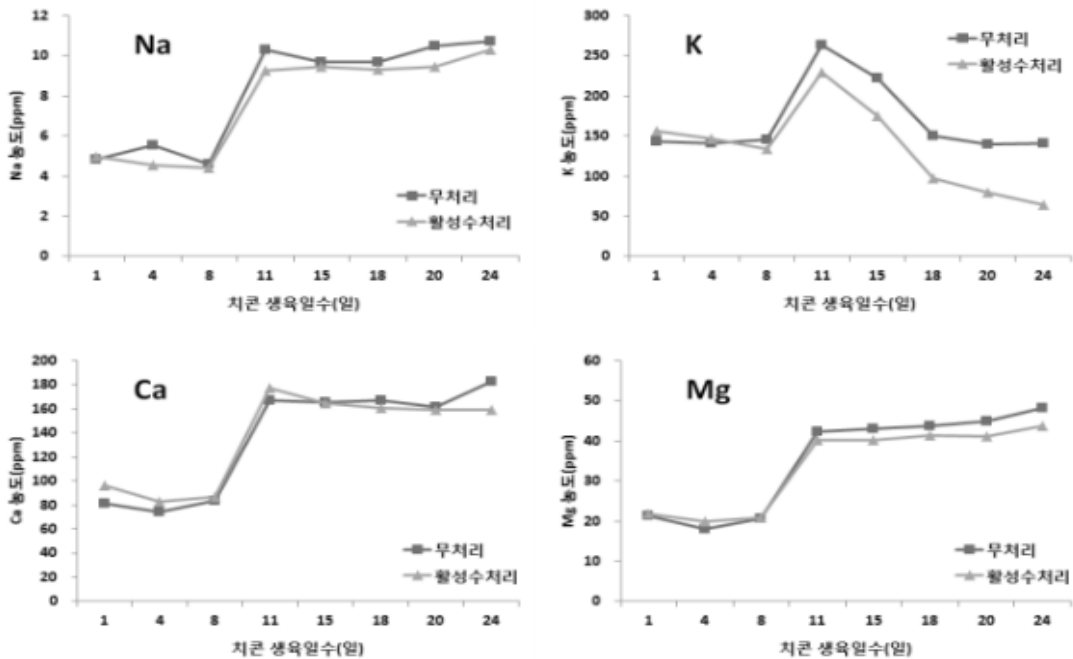 Na
Na 농도(ppm)
12
10
8
6
4
2
0
무처리
활성수처리
1 4 8 11 15 18 20 24
치콘 생육일수(일)
K
K 농도(ppm)
300
250
200
150
100
50
0
무처리
활성수처리
1 4 8 11 15 18 20 24
치콘 생육일수(일)
Ca
Ca 농도(ppm)
200
180
160
140
120
100
80
60
40
20
0
무처리
활성수처리
1 4 8 11 15 18 20 24
치콘 생육일수(일)
Mg
Mg 농도(ppm)
60
50
40
30
20
10
0
무처리
활성수처리
1 4 8 11 15 18 20 24
치콘 생육일수(일)